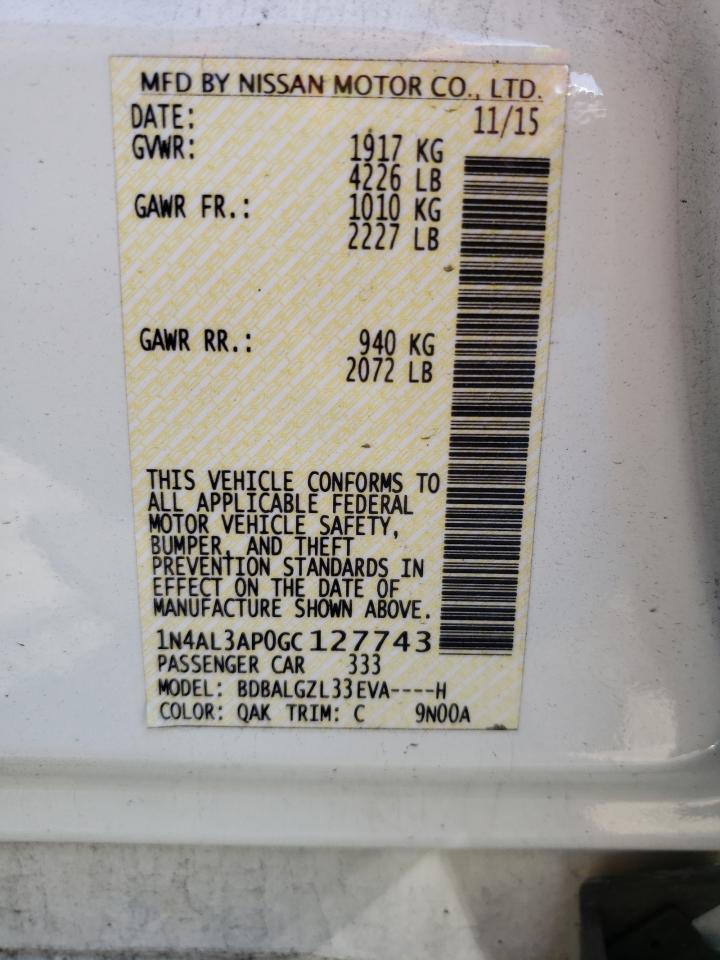 MFD BY NISSAN MOTOR CO., LTD.
DATE: 11/15
GVWR: 1917 KG
4226 LB
GAWR FR.: 1010 KG
2227 LB
GAWR RR.: 940 KG
2072 LB
THIS VEHICLE CONFORMS TO
ALL APPLICABLE FEDERAL
MOTOR VEHICLE SAFETY,
BUMPER, AND THEFT
PREVENTION STANDARDS IN
EFFECT ON THE DATE OF
MANUFACTURE SHOWN ABOVE.
1N4AL3AP0GC127743
PASSENGER CAR 333
MODEL: BDBALGZL33EVA----H
COLOR: QAK TRIM: C 9N00A